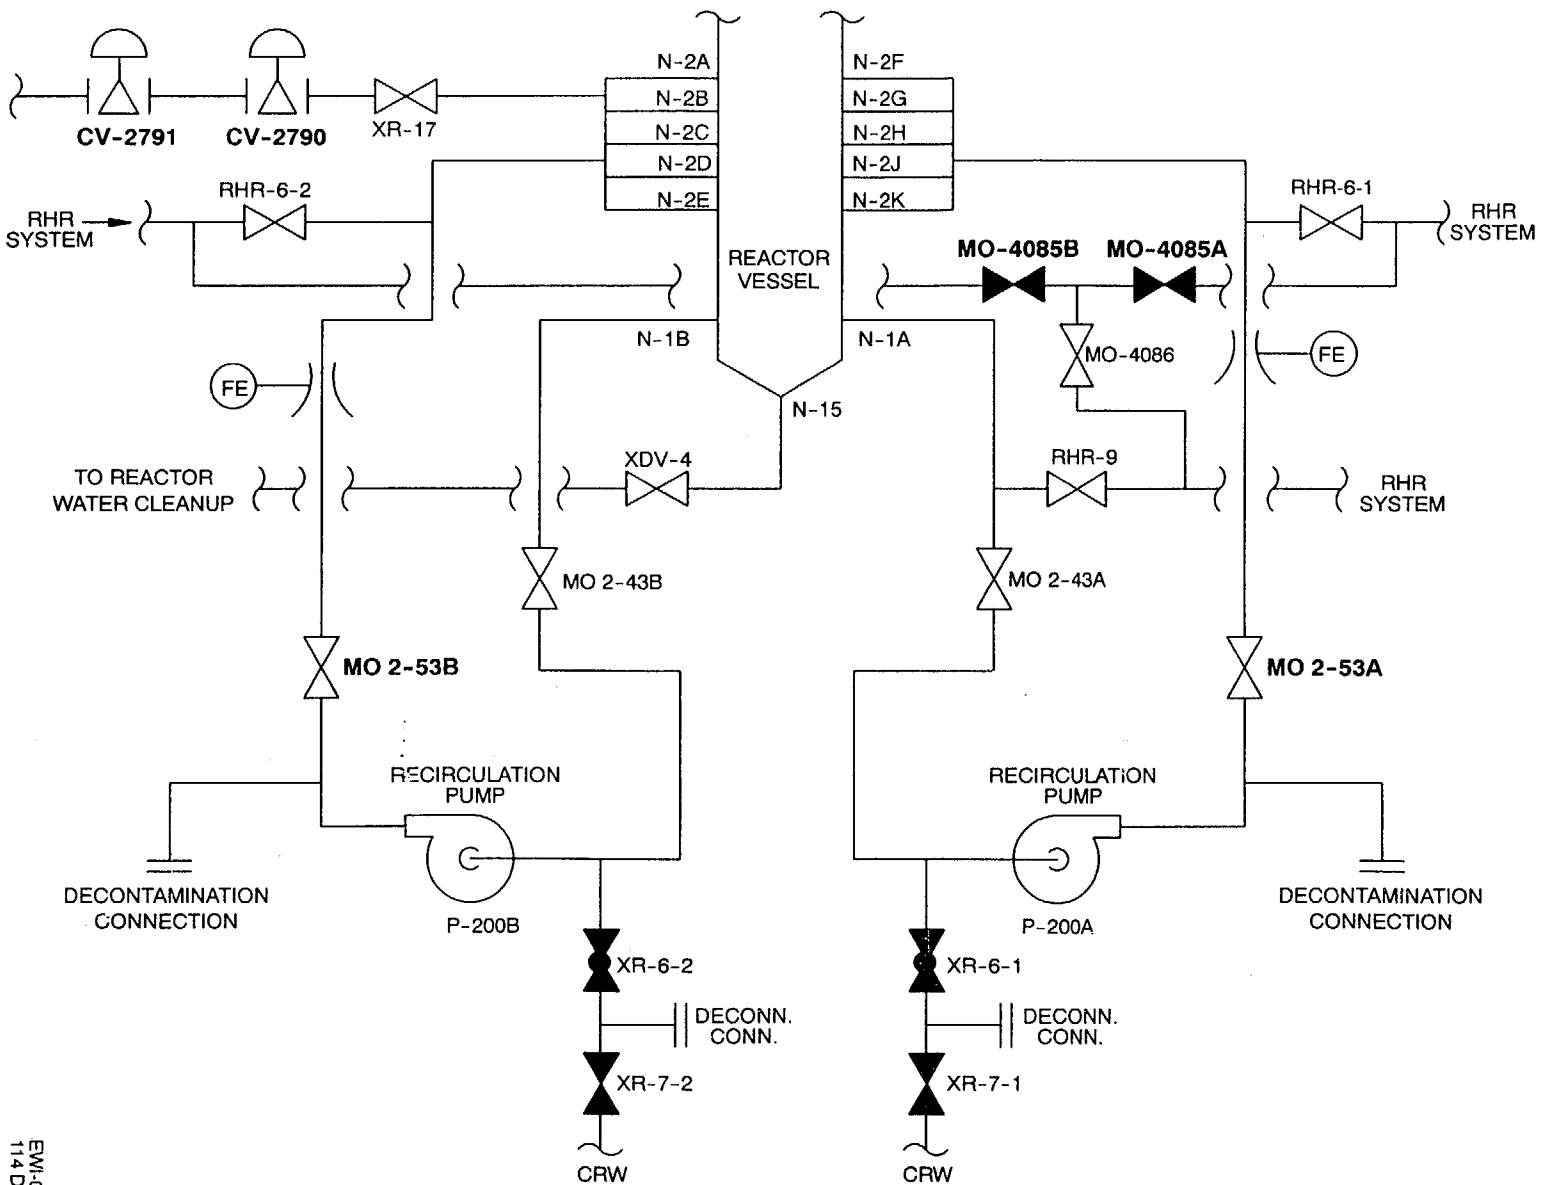 N-2A
N-2F
N-2B
N-2G
CV-2791
CV-2790
XR-17
N-2C
N-2H
N-2D
N-2J
RHR-6-2
RHR-6-1
N-2E
N-2K
RHR
SYSTEM
RHR
SYSTEM
REACTOR
VESSEL
MO-4085B
MO-4085A
N-1B
N-1A
MO-4086
FE
FE
N-15
TO REACTOR
WATER CLEANUP
XDV-4
RHR-9
RHR
SYSTEM
MO 2-43B
MO 2-43A
MO 2-53B
MO 2-53A
RECIRCULATION
PUMP
RECIRCULATION
PUMP
DECONTAMINATION
CONNECTION
DECONTAMINATION
CONNECTION
P-200B
P-200A
XR-6-2
XR-6-1
DECONN.
CONN.
DECONN.
CONN.
XR-7-2
XR-7-1
CRW
CRW
114 D